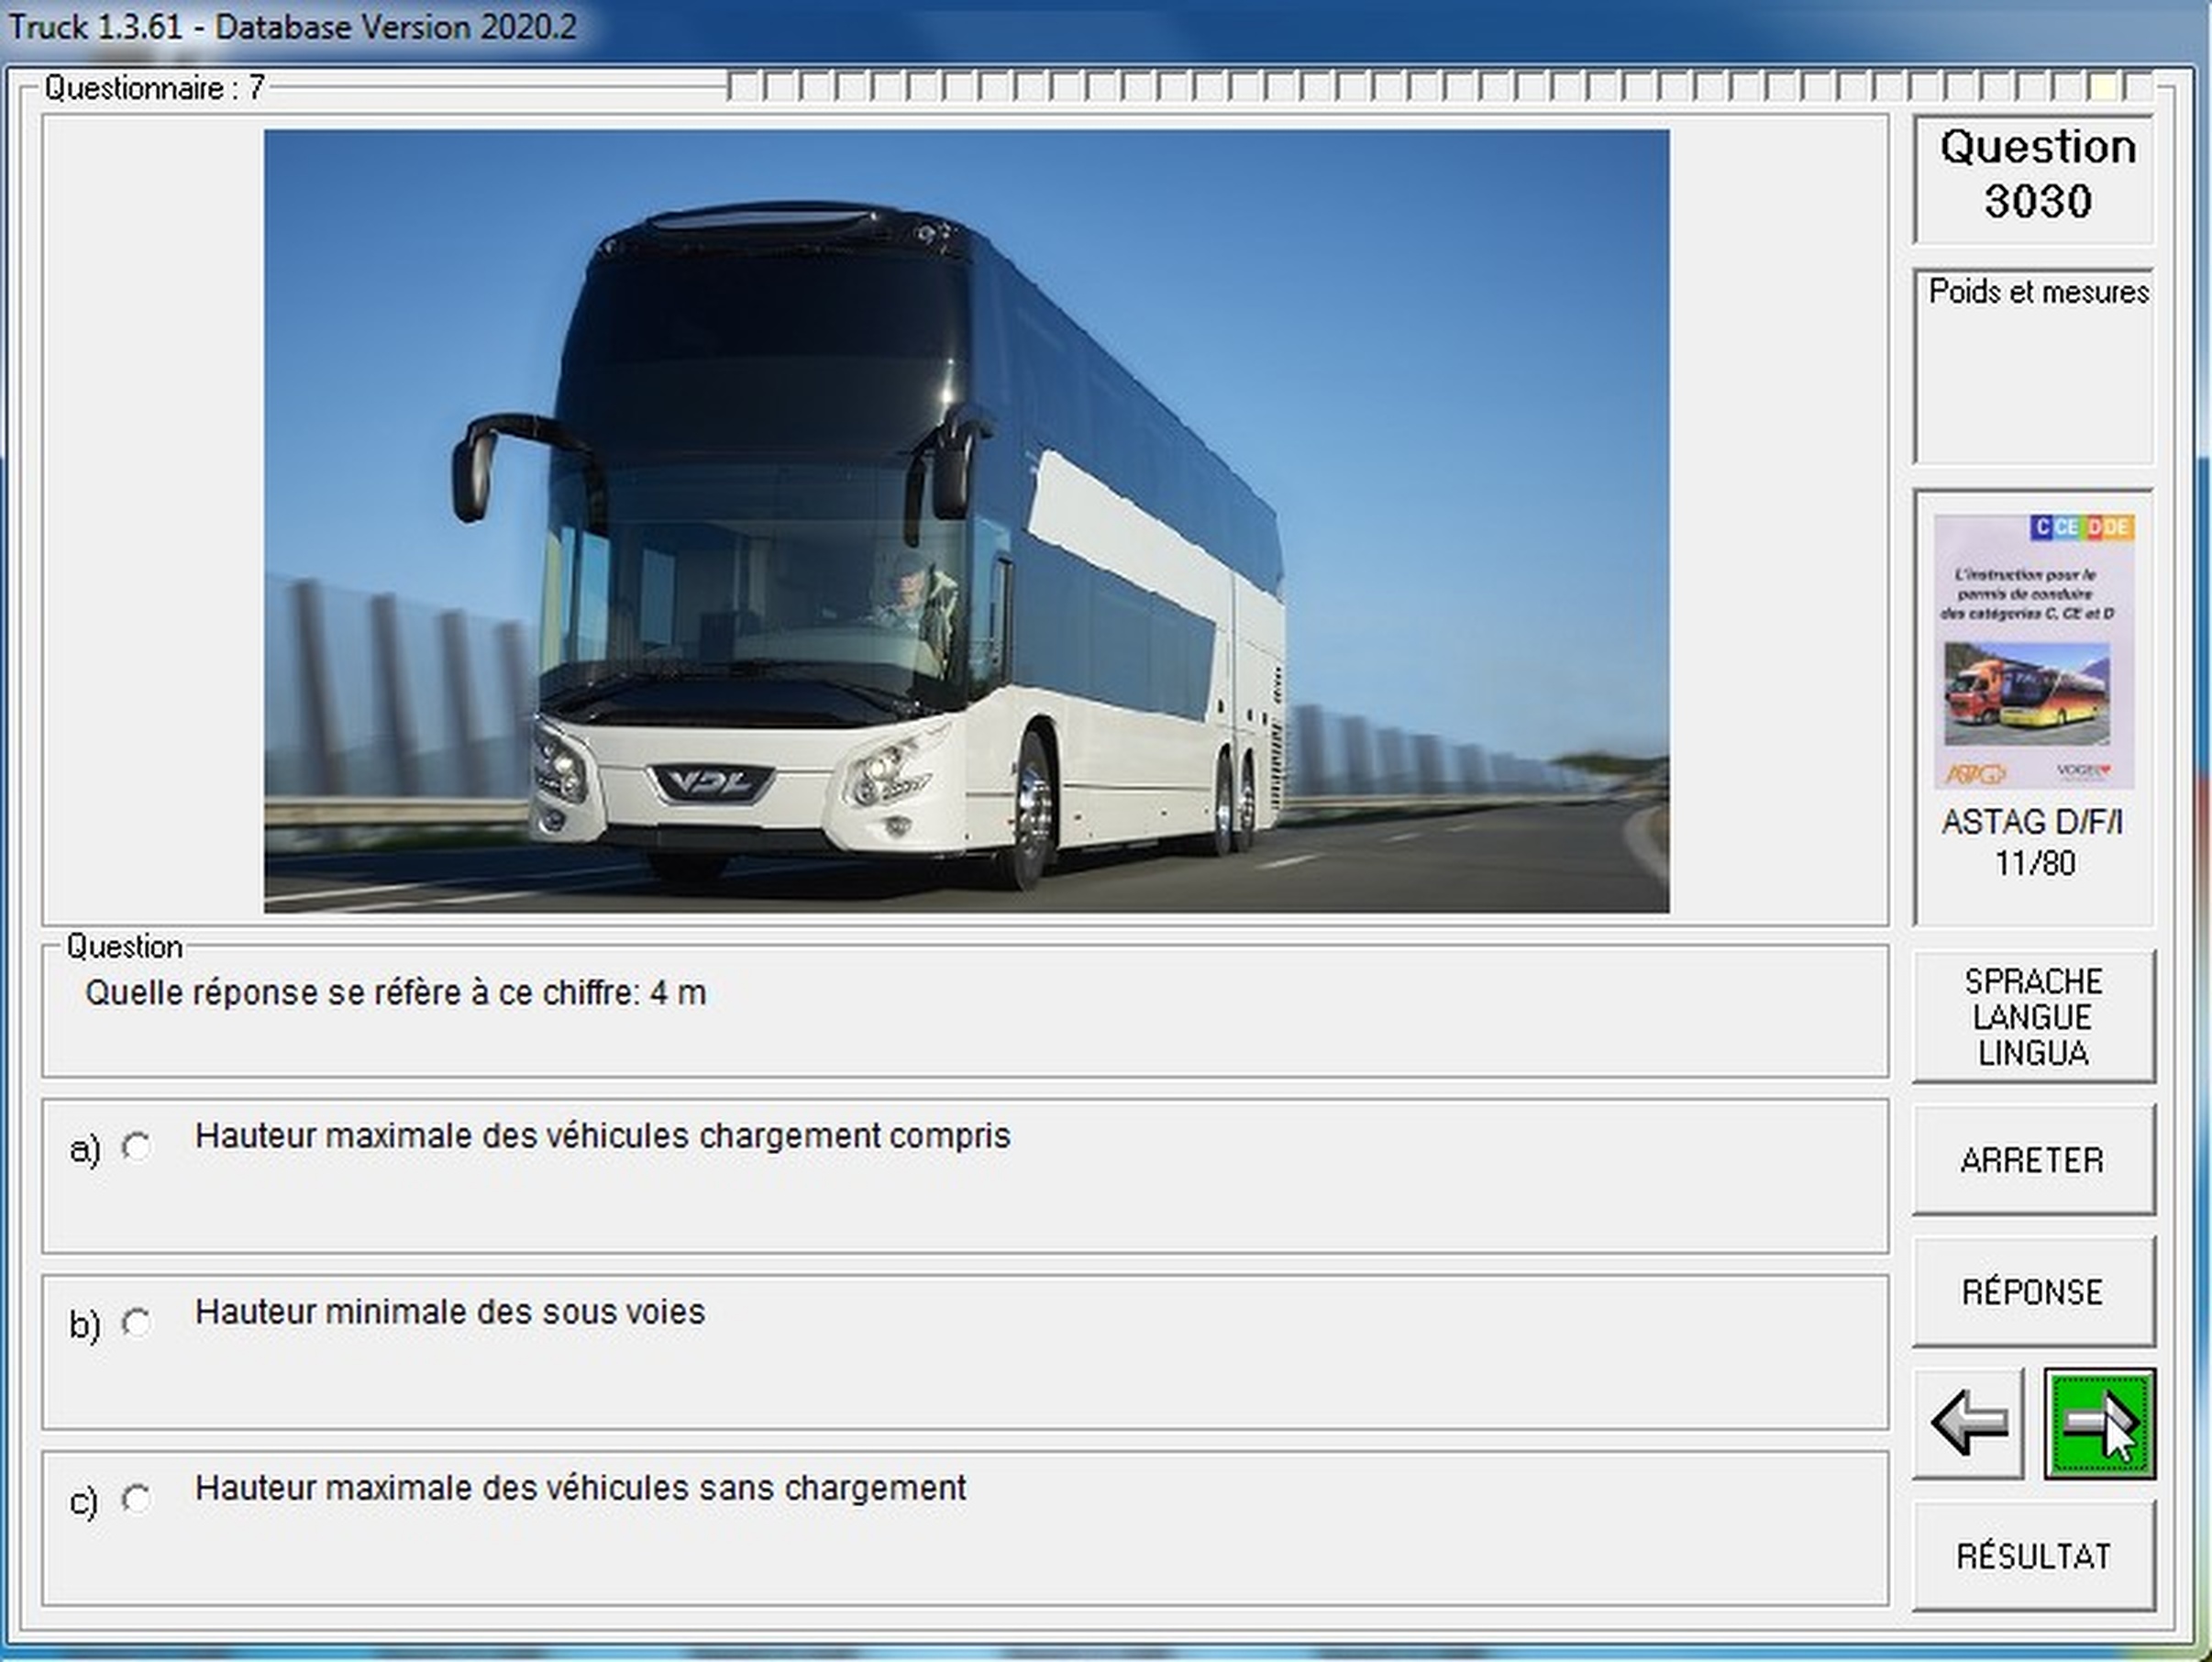 Truck 1.3.61 - Database Version 2020.2
Questionnaire : 7
VDL
Question
3030
Poids et mesures
C CE D DE
L'instruction pour le
permis de conduire
des catégories C, CE et D
ASTAG
VOGEL
ASTAG D/F/I
11/80
Question
Quelle réponse se réfère à ce chiffre: 4 m
a) Hauteur maximale des véhicules chargement compris
b) Hauteur minimale des sous voies
c) Hauteur maximale des véhicules sans chargement
SPRACHE
LANGUE
LINGUA
ARRETER
RÉPONSE
RÉSULTAT